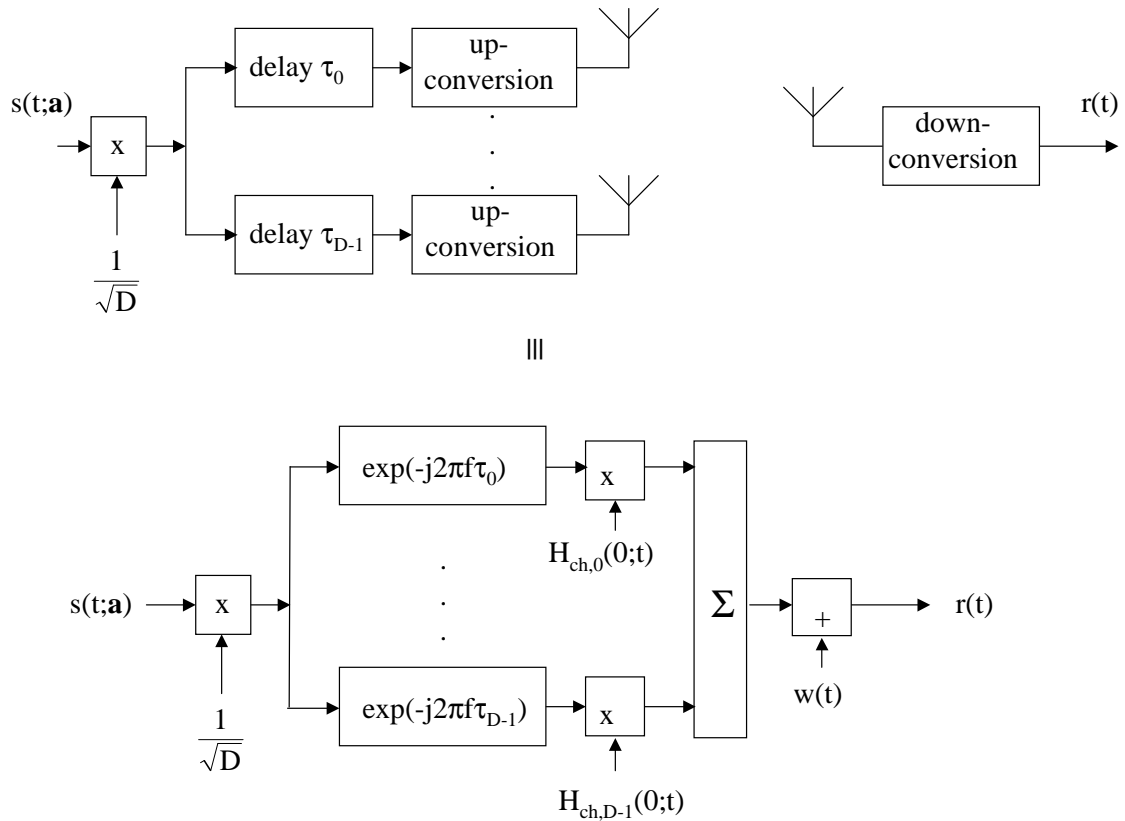 s(t;a)
x
1
√D
delay τ0
up-
conversion
delay τD-1
up-
conversion
down-
conversion
r(t)
≡
s(t;a)
x
1
√D
exp(-j2πfτ0)
x
Hch,0(0;t)
exp(-j2πfτD-1)
x
Hch,D-1(0;t)
Σ
+
w(t)
r(t)